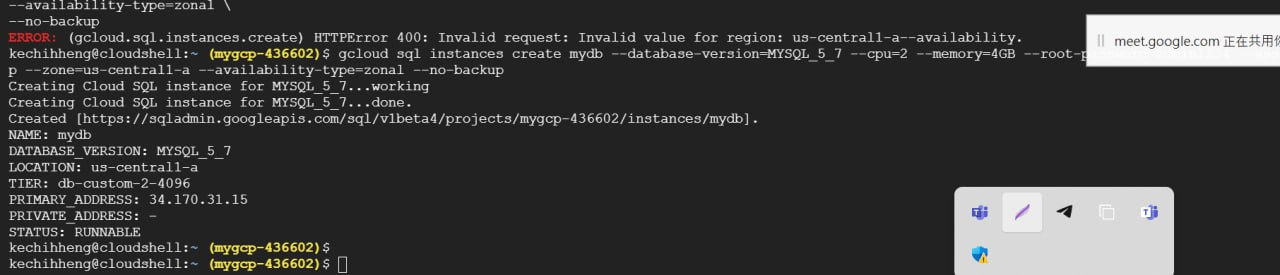 --availability-type=zonal \
--no-backup
ERROR: (gcloud.sql.instances.create) HTTPError 400: Invalid request: Invalid value for region: us-central1-a--availability.
kechihheng@cloudshell:~ (mygcp-436602)$ gcloud sql instances create mydb --database-version=MYSQL_5_7 --cpu=2 --memory=4GB --root-p
p --zone=us-central1-a --availability-type=zonal --no-backup
Creating Cloud SQL instance for MYSQL_5_7...working
Creating Cloud SQL instance for MYSQL_5_7...done.
Created [https://sqladmin.googleapis.com/sql/v1beta4/projects/mygcp-436602/instances/mydb].
NAME: mydb
DATABASE_VERSION: MYSQL_5_7
LOCATION: us-central1-a
TIER: db-custom-2-4096
PRIMARY_ADDRESS: 34.170.31.15
PRIVATE_ADDRESS: -
STATUS: RUNNABLE
kechihheng@cloudshell:~ (mygcp-436602)$
kechihheng@cloudshell:~ (mygcp-436602)$
meet.google.com 正在共用你